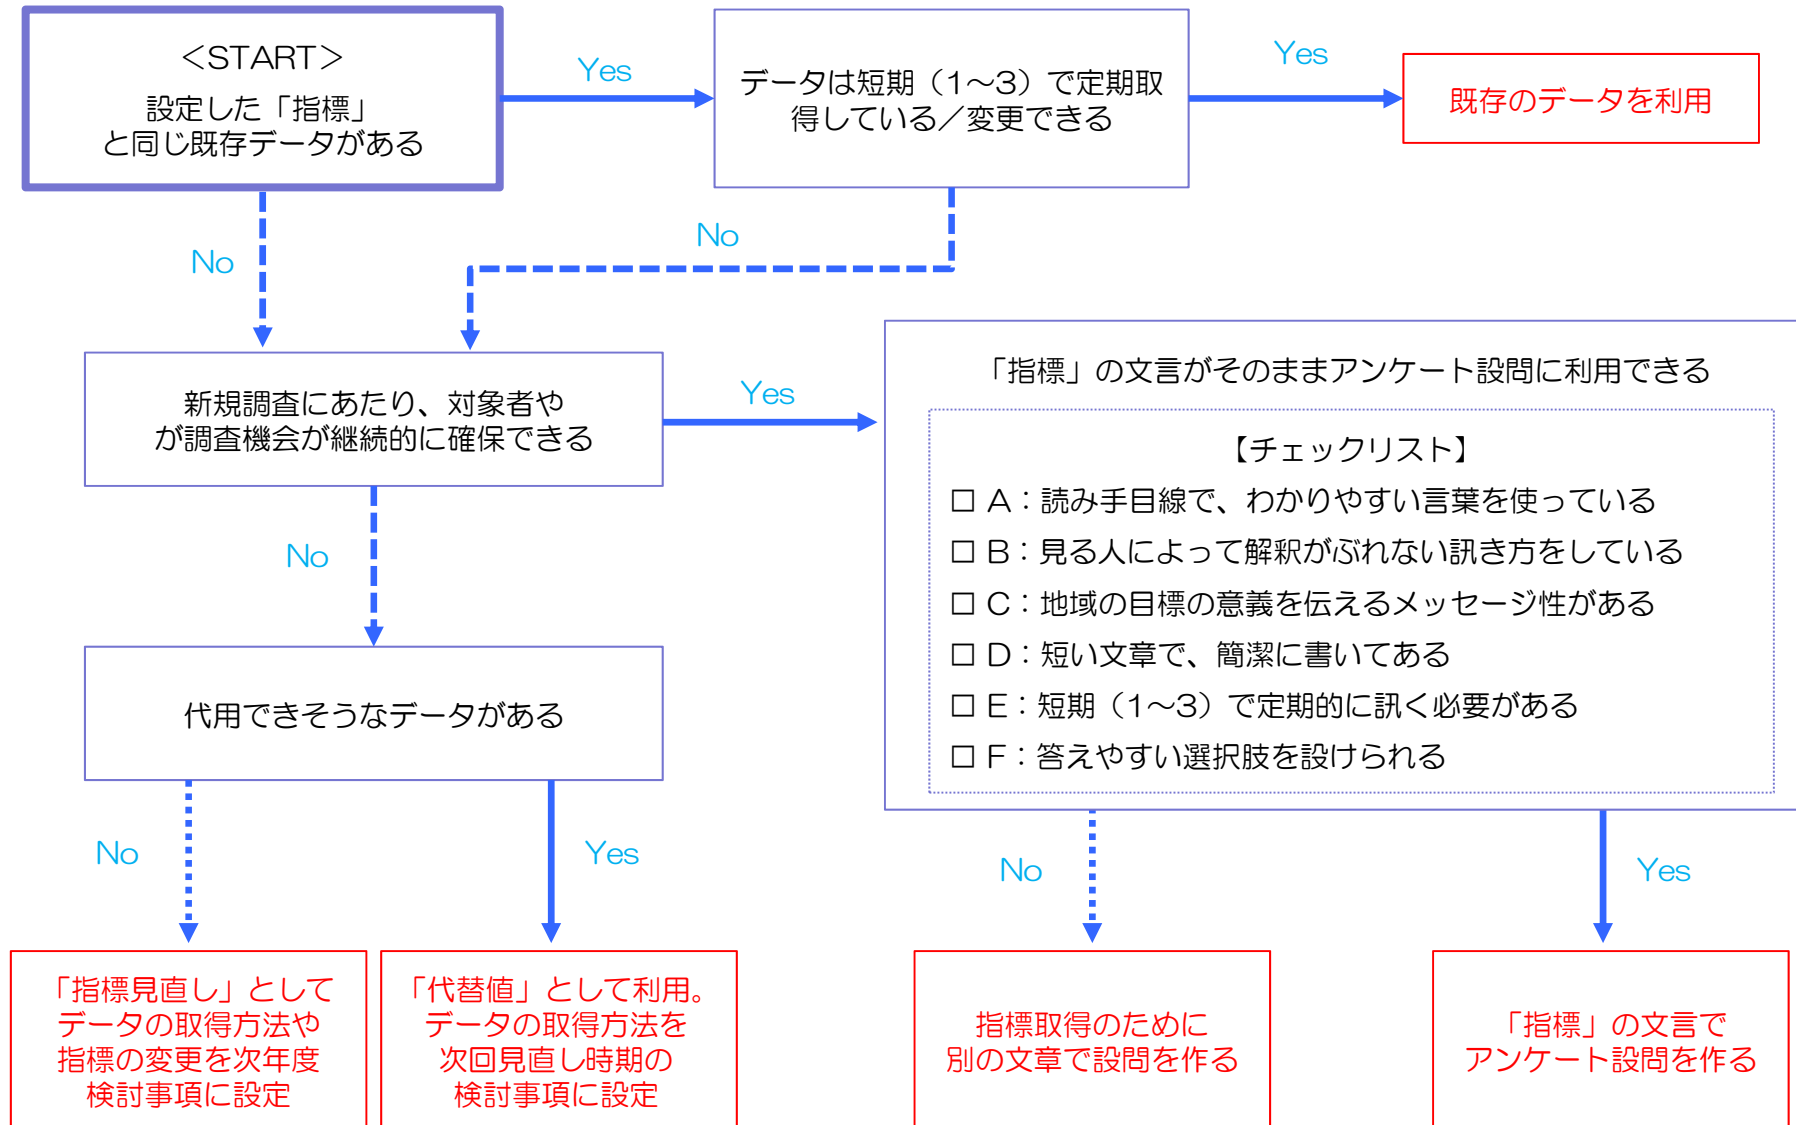 ＜START＞
設定した「指標」
と同じ既存データがある
Yes
データは短期（1～3）で定期取
得している／変更できる
Yes
既存のデータを利用
No
No
新規調査にあたり、対象者や
が調査機会が継続的に確保できる
Yes
「指標」の文言がそのままアンケート設問に利用できる
【チェックリスト】
□ A：読み手目線で、わかりやすい言葉を使っている
□ B：見る人によって解釈がぶれない訊き方をしている
□ C：地域の目標の意義を伝えるメッセージ性がある
□ D：短い文章で、簡潔に書いてある
□ E：短期（1～3）で定期的に訊く必要がある
□ F：答えやすい選択肢を設けられる
No
代用できそうなデータがある
No
Yes
No
Yes
「指標見直し」として
データの取得方法や
指標の変更を次年度
検討事項に設定
「代替値」として利用。
データの取得方法を
次回見直し時期の
検討事項に設定
指標取得のために
別の文章で設問を作る
「指標」の文言で
アンケート設問を作る